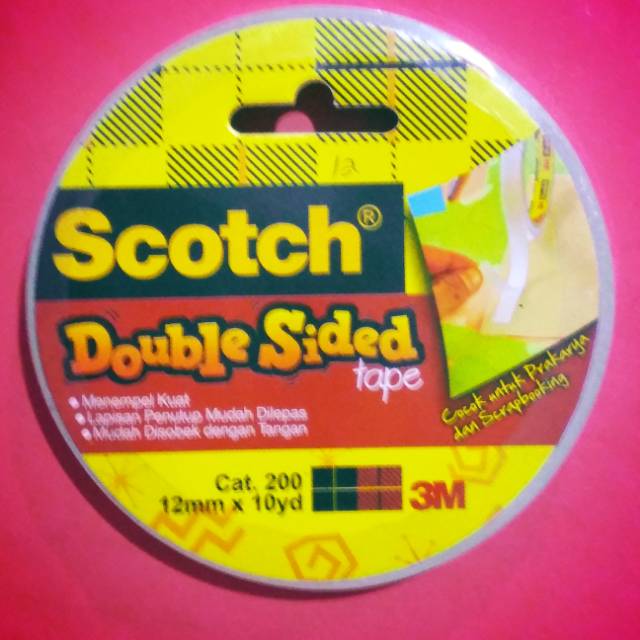 12
Scotch®
Double Sided
tape
• Menempel Kuat
• Lapisan Penutup Mudah Dilepas
• Mudah Disobek dengan Tangan
Cocok untuk Prakarya
dan Scrapbooking
Cat. 200
12mm x 10yd
3M